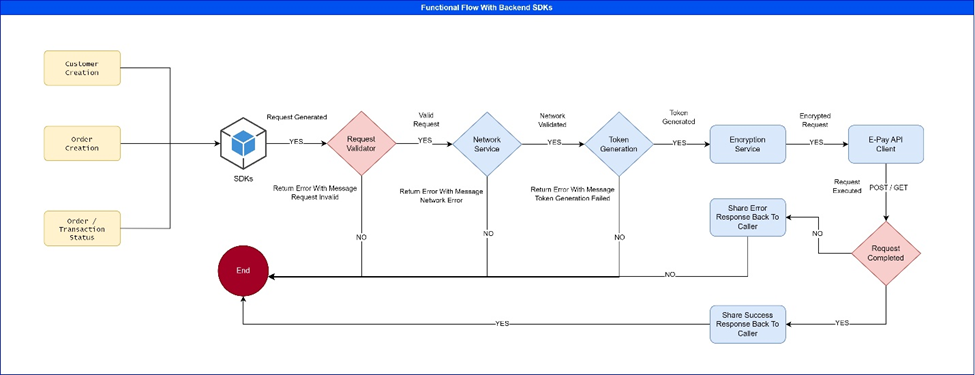 Functional Flow With Backend SDKs
Customer
Creation
Order
Creation
Order /
Transaction
Status
SDKs
Request Generated
YES
Request
Validator
Valid
Request
YES
Network
Service
Network
Validated
YES
Token
Generation
Token
Generated
YES
Encryption
Service
Encrypted
Request
YES
E-Pay API
Client
Return Error With Message
Request Invalid
NO
Return Error With Message
Network Error
NO
Return Error With Message
Token Generation Failed
NO
Request
Executed
POST / GET
Request
Completed
NO
Share Error
Response Back To
Caller
NO
End
YES
Share Success
Response Back To
Caller
YES